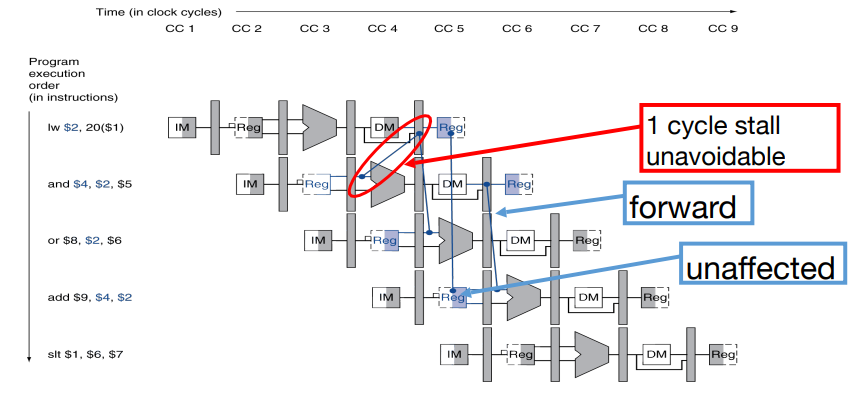 Time (in clock cycles)
CC 1 CC 2 CC 3 CC 4 CC 5 CC 6 CC 7 CC 8 CC 9
Program
execution
order
(in instructions)
lw $2, 20($1)
IM Reg DM Reg
1 cycle stall
unavoidable
and $4, $2, $5
IM Reg DM Reg
forward
or $8, $2, $6
IM Reg DM Reg
unaffected
add $9, $4, $2
IM Reg DM Reg
slt $1, $6, $7
IM Reg DM Reg